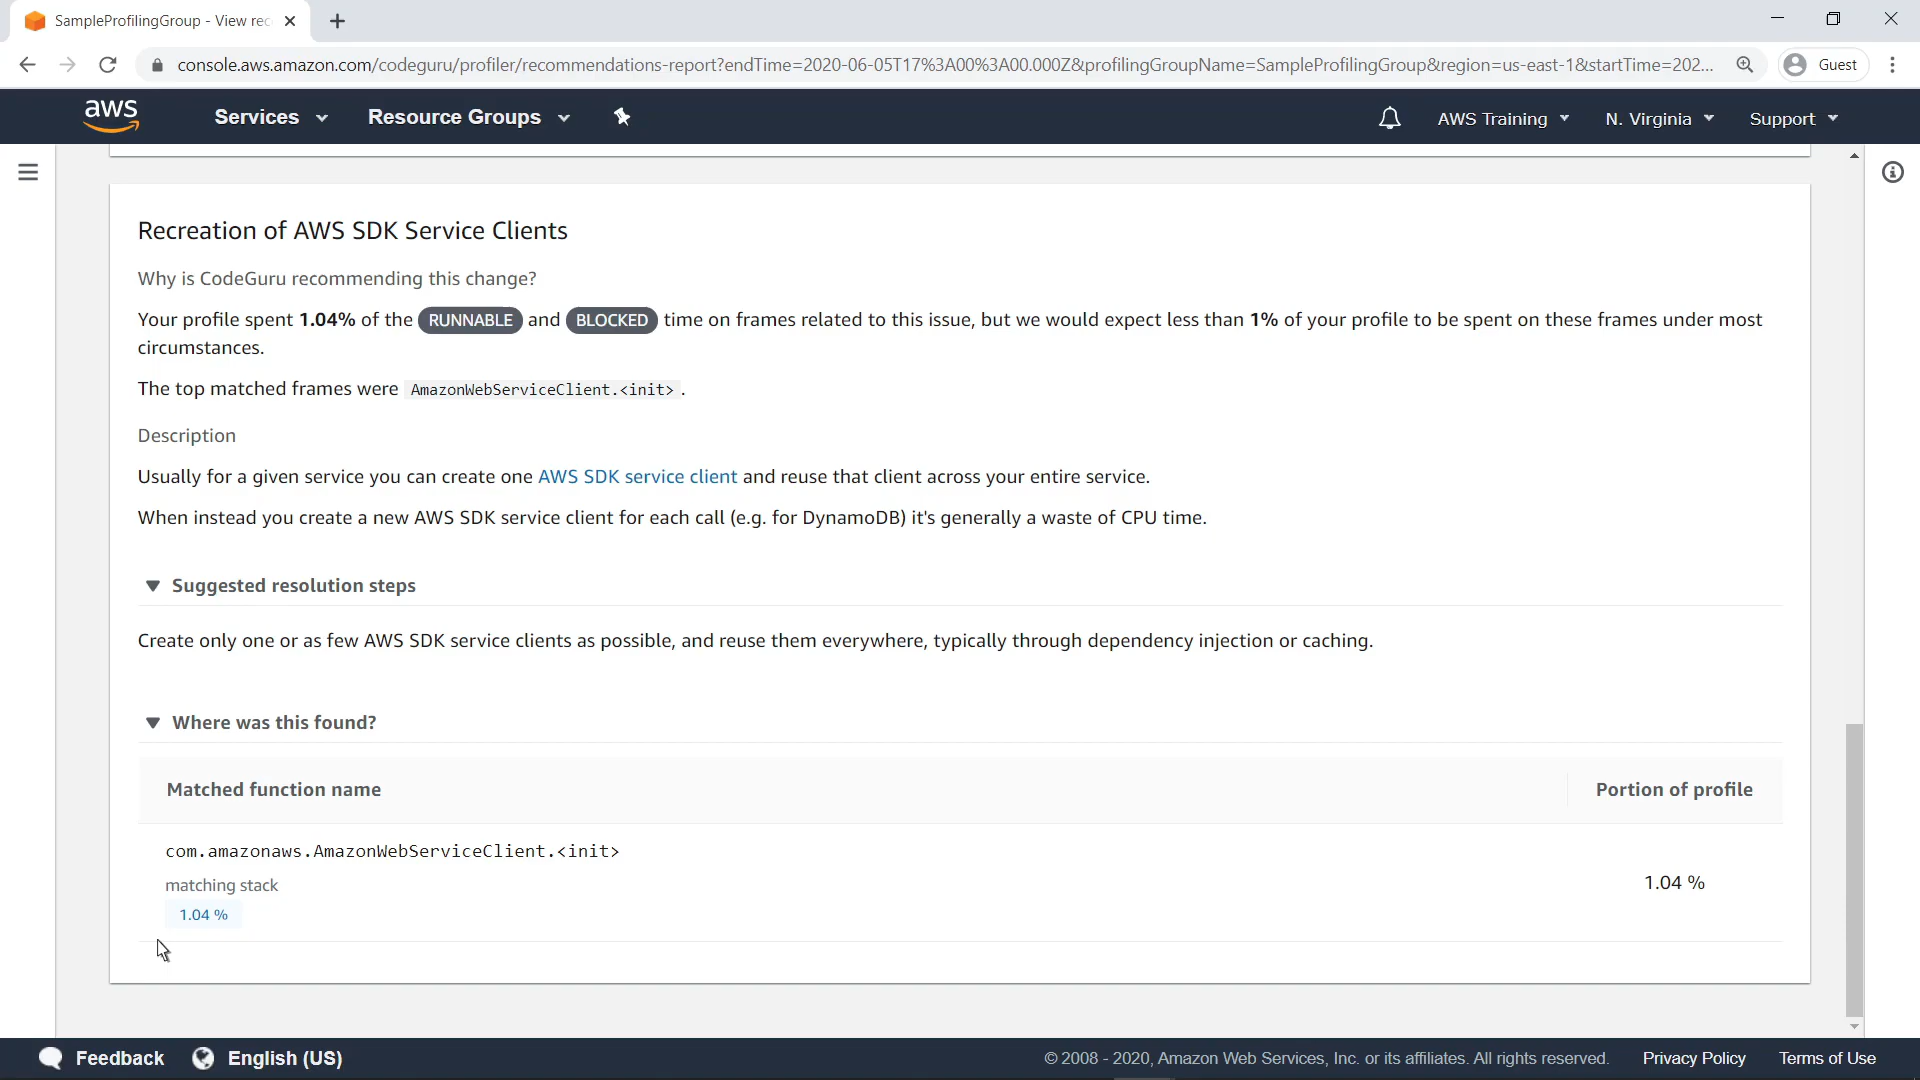 SampleProfilingGroup - View rec
console.aws.amazon.com/codeguru/profiler/recommendations-report?endTime=2020-06-05T17%3A00%3A00.000Z&profilingGroupName=SampleProfilingGroup&region=us-east-1&startTime=202... Guest
aws Services Resource Groups AWS Training N. Virginia Support
Recreation of AWS SDK Service Clients
Why is CodeGuru recommending this change?
Your profile spent 1.04% of the RUNNABLE and BLOCKED time on frames related to this issue, but we would expect less than 1% of your profile to be spent on these frames under most
circumstances.
The top matched frames were AmazonWebServiceClient.<init> .
Description
Usually for a given service you can create one AWS SDK service client and reuse that client across your entire service.
When instead you create a new AWS SDK service client for each call (e.g. for DynamoDB) it's generally a waste of CPU time.
Suggested resolution steps
Create only one or as few AWS SDK service clients as possible, and reuse them everywhere, typically through dependency injection or caching.
Where was this found?
Matched function name Portion of profile
com.amazonaws.AmazonWebServiceClient.<init>
matching stack
1.04 %
1.04 %
Feedback English (US) © 2008 - 2020, Amazon Web Services, Inc. or its affiliates. All rights reserved. Privacy Policy Terms of Use